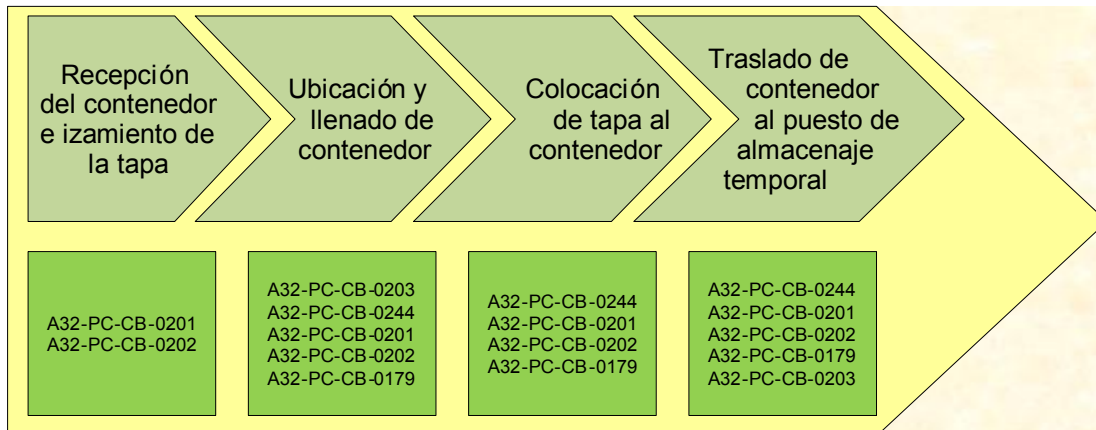 Recepción
del contenedor
e izamiento de
la tapa
Ubicación y
llenado de
contenedor
Colocación
de tapa al
contenedor
Traslado de
contenedor
al puesto de
almacenaje
temporal
A32-PC-CB-0201
A32-PC-CB-0202
A32-PC-CB-0203
A32-PC-CB-0244
A32-PC-CB-0201
A32-PC-CB-0202
A32-PC-CB-0179
A32-PC-CB-0244
A32-PC-CB-0201
A32-PC-CB-0202
A32-PC-CB-0179
A32-PC-CB-0244
A32-PC-CB-0201
A32-PC-CB-0202
A32-PC-CB-0179
A32-PC-CB-0203